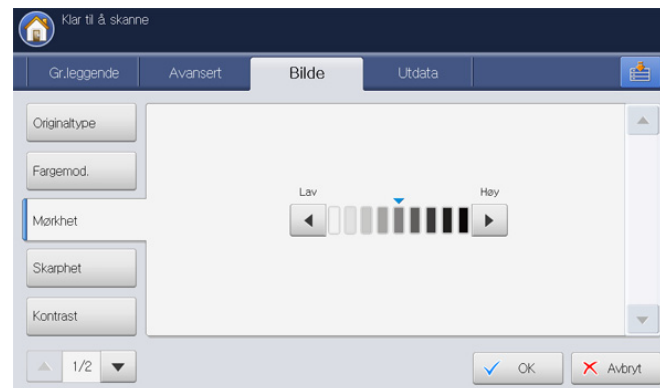 Klar til å skanne
Gr.leggende
Avansert
Bilde
Utdata
Originaltype
Fargemod.
Mørkhet
Skarphet
Kontrast
Lav
Høy
1/2
OK
Avbryt